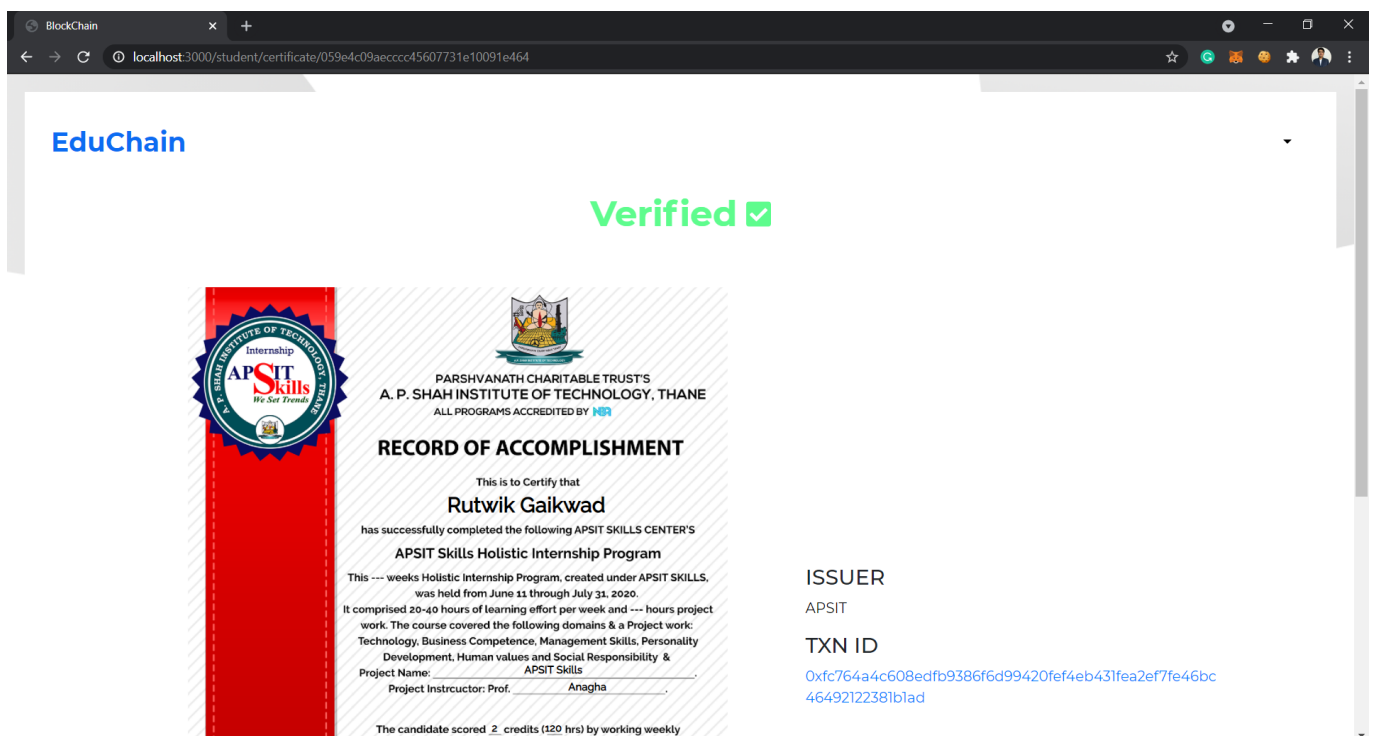 BlockChain
localhost:3000/student/certificate/059e4c09aecccc45607731e10091e464
EduChain
Verified
A. P. SHAH INSTITUTE OF TECHNOLOGY, THANE
Internship
APSIT
Skills
We Set Trends
PARSHVANATH CHARITABLE TRUST'S
A. P. SHAH INSTITUTE OF TECHNOLOGY, THANE
ALL PROGRAMS ACCREDITED BY
RECORD OF ACCOMPLISHMENT
This is to Certify that
Rutwik Gaikwad
has successfully completed the following APSIT SKILLS CENTER'S
APSIT Skills Holistic Internship Program
This --- weeks Holistic Internship Program, created under APSIT SKILLS,
was held from June 11 through July 31, 2020.
It comprised 20-40 hours of learning effort per week and --- hours project
work. The course covered the following domains & a Project work:
Technology, Business Competence, Management Skills, Personality
Development, Human values and Social Responsibility &
Project Name: APSIT Skills.
Project Instrcuctor: Prof. Anagha.
The candidate scored 2 credits (120 hrs) by working weekly
ISSUER
APSIT
TXN ID
0xfc764a4c608edfb9386f6d99420fef4eb431fea2ef7fe46bc
46492122381b1ad